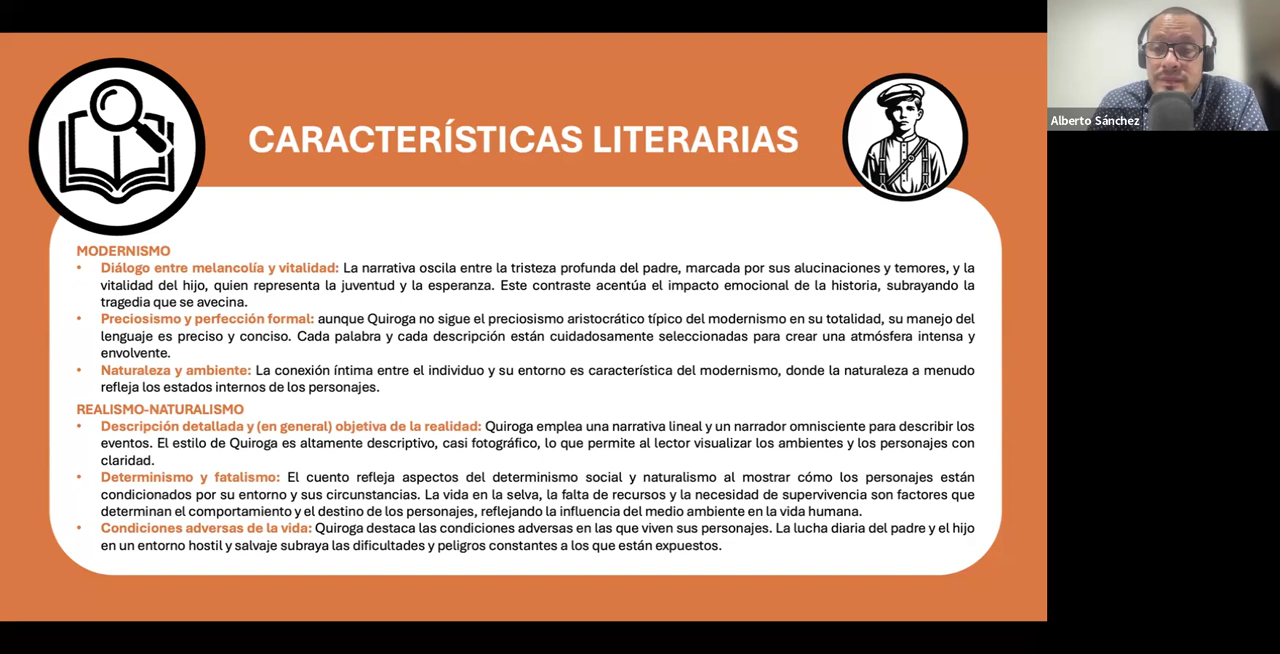 CARACTERÍSTICAS LITERARIAS
Alberto Sánchez
MODERNISMO
• Diálogo entre melancolía y vitalidad: La narrativa oscila entre la tristeza profunda del padre, marcada por sus alucinaciones y temores, y la
vitalidad del hijo, quien representa la juventud y la esperanza. Este contraste acentúa el impacto emocional de la historia, subrayando la
tragedia que se avecina.
• Preciosismo y perfección formal: aunque Quiroga no sigue el preciosismo aristocrático típico del modernismo en su totalidad, su manejo del
lenguaje es preciso y conciso. Cada palabra y cada descripción están cuidadosamente seleccionadas para crear una atmósfera intensa y
envolvente.
• Naturaleza y ambiente: La conexión íntima entre el individuo y su entorno es característica del modernismo, donde la naturaleza a menudo
refleja los estados internos de los personajes.
REALISMO-NATURALISMO
• Descripción detallada y (en general) objetiva de la realidad: Quiroga emplea una narrativa lineal y un narrador omnisciente para describir los
eventos. El estilo de Quiroga es altamente descriptivo, casi fotográfico, lo que permite al lector visualizar los ambientes y los personajes con
claridad.
• Determinismo y fatalismo: El cuento refleja aspectos del determinismo social y naturalismo al mostrar cómo los personajes están
condicionados por su entorno y sus circunstancias. La vida en la selva, la falta de recursos y la necesidad de supervivencia son factores que
determinan el comportamiento y el destino de los personajes, reflejando la influencia del medio ambiente en la vida humana.
• Condiciones adversas de la vida: Quiroga destaca las condiciones adversas en las que viven sus personajes. La lucha diaria del padre y el hijo
en un entorno hostil y salvaje subraya las dificultades y peligros constantes a los que están expuestos.